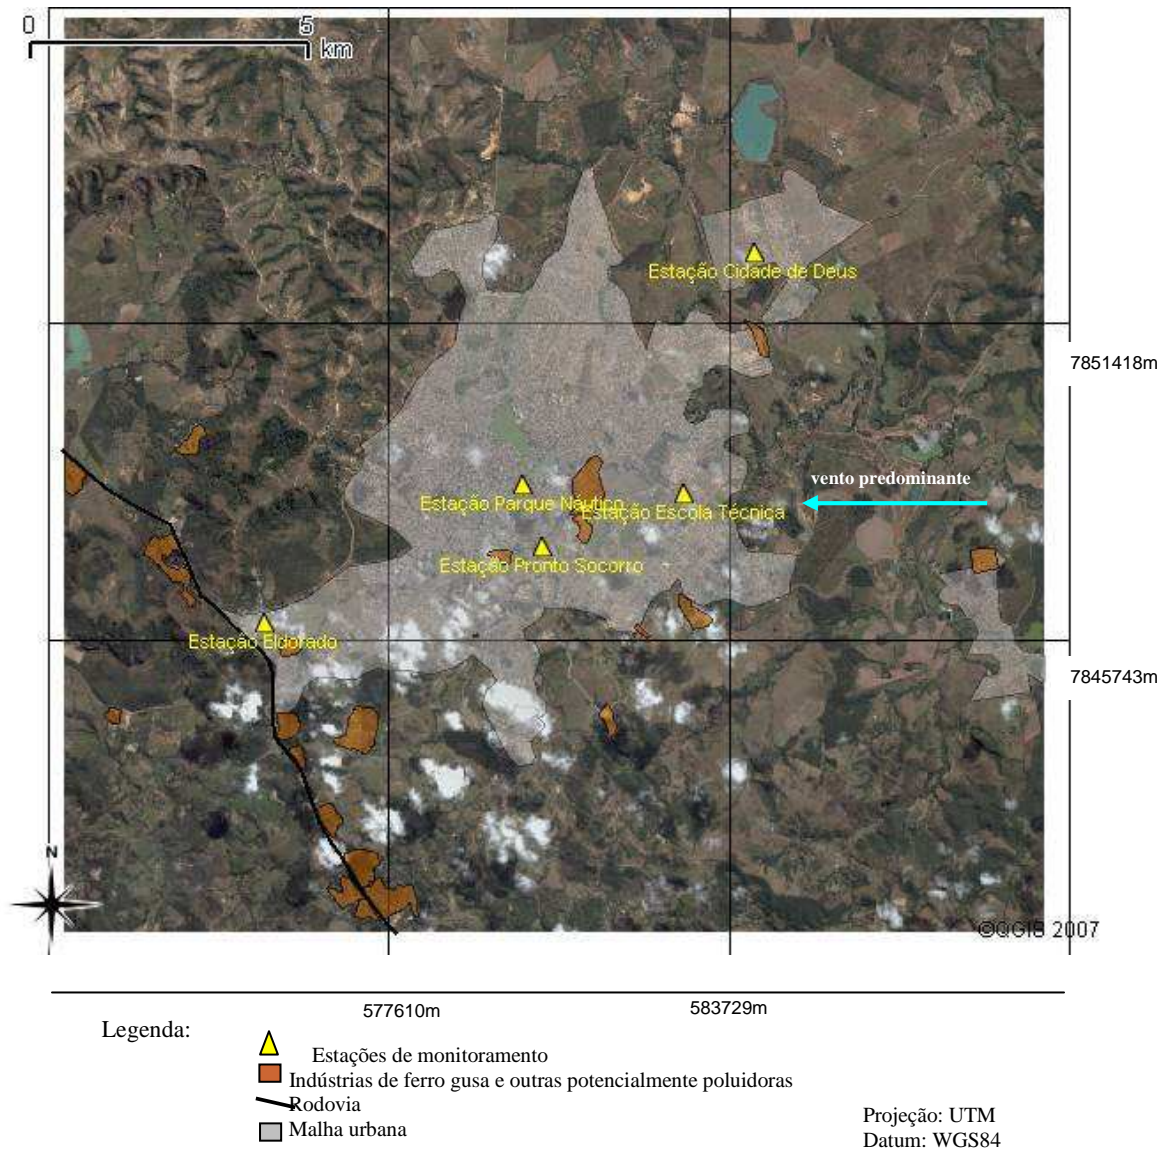 0 5
km
Estação Cidade de Deus
7851418m
vento predominante
Estação Parque Náutico
Estação Escola Técnica
Estação Pronto Socorro
Estação Eldorado
7845743m
N
©QGIS 2007
577610m 583729m
Legenda:
Estações de monitoramento
Indústrias de ferro gusa e outras potencialmente poluidoras
Rodovia
Malha urbana
Projeção: UTM
Datum: WGS84